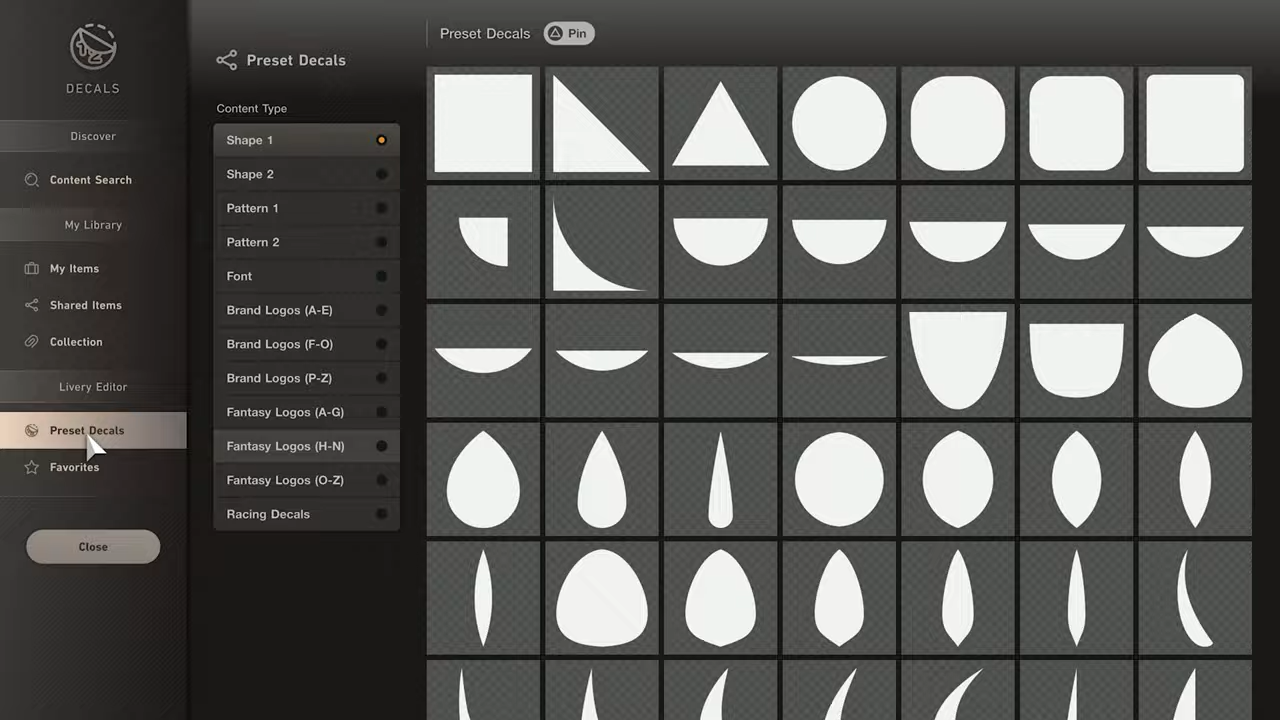 DECALS
Discover
Content Search
My Library
My Items
Shared Items
Collection
Livery Editor
Preset Decals
Favorites
Close
Preset Decals
Content Type
Shape 1
Shape 2
Pattern 1
Pattern 2
Font
Brand Logos (A-E)
Brand Logos (F-O)
Brand Logos (P-Z)
Fantasy Logos (A-G)
Fantasy Logos (H-N)
Fantasy Logos (O-Z)
Racing Decals
Preset Decals Pin